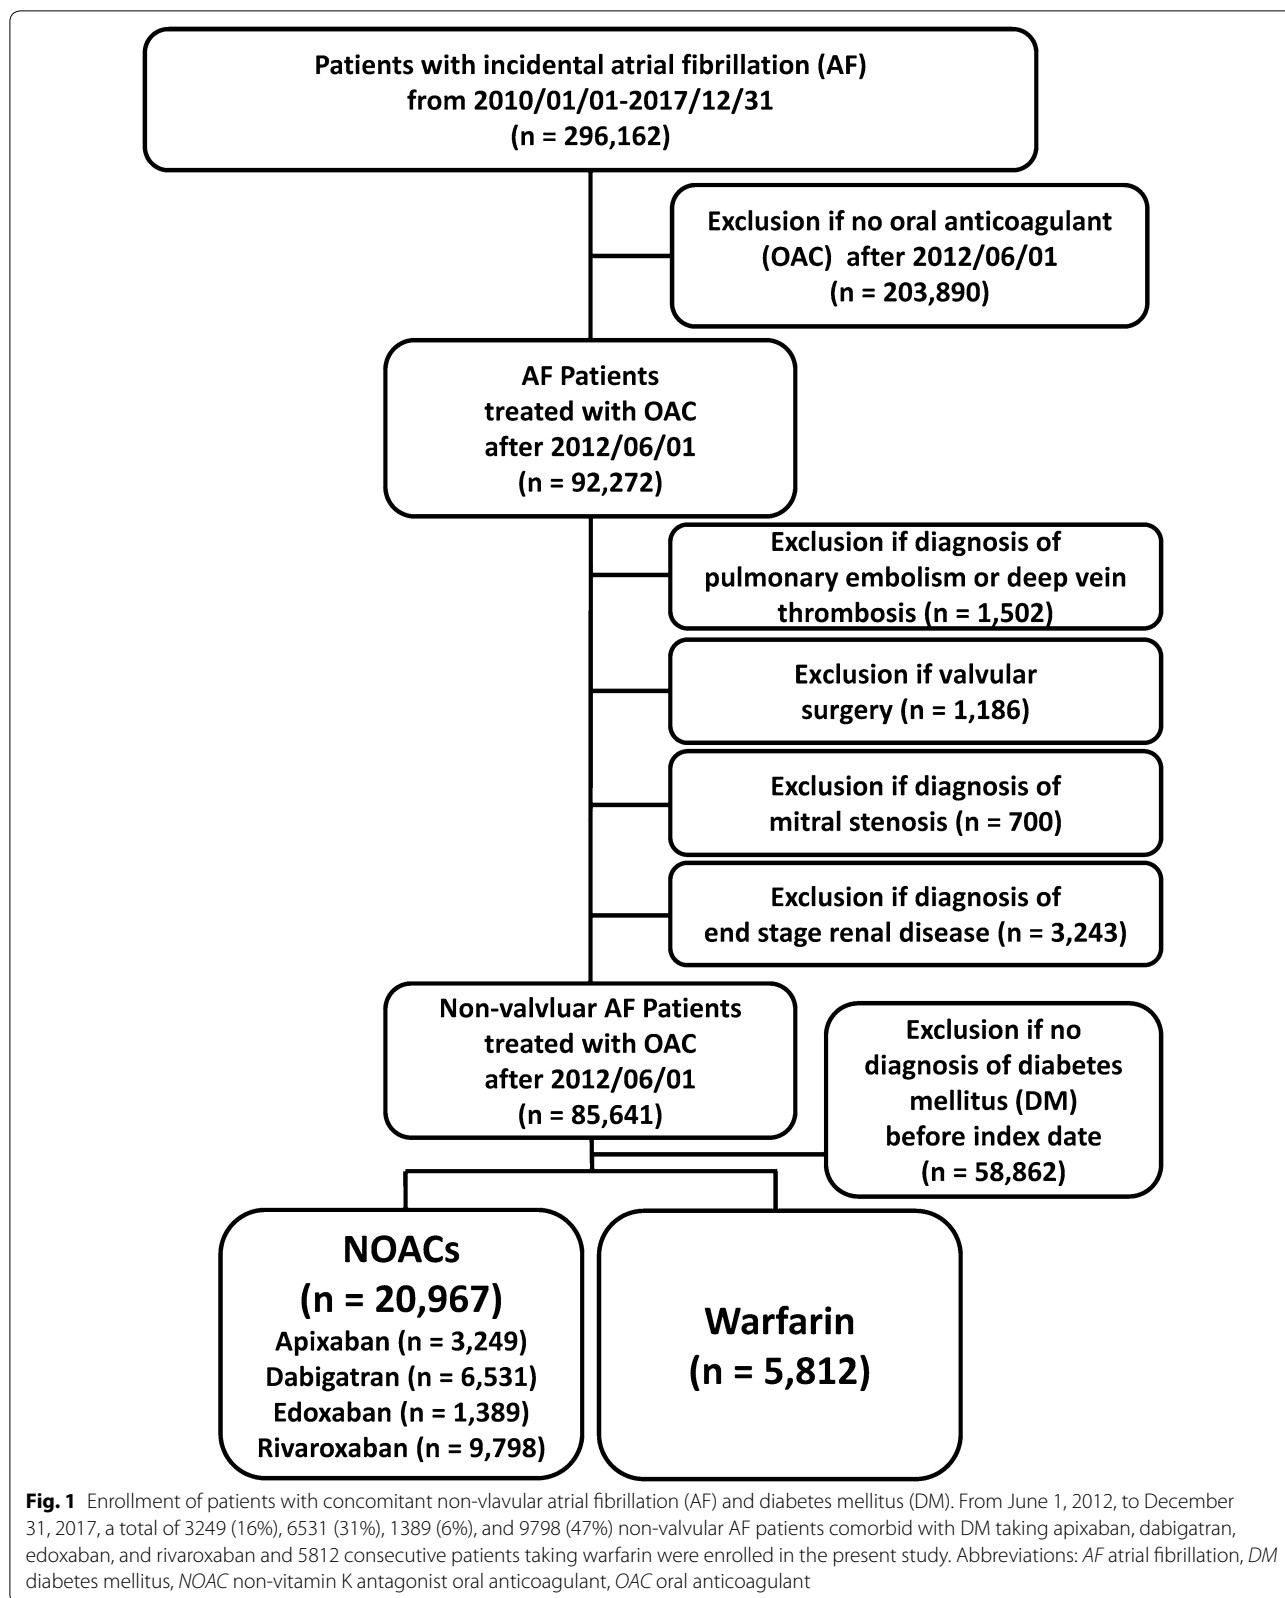 Patients with incidental atrial fibrillation (AF)
from 2010/01/01-2017/12/31
(n = 296,162)
Exclusion if no oral anticoagulant
(OAC) after 2012/06/01
(n = 203,890)
AF Patients
treated with OAC
after 2012/06/01
(n = 92,272)
Exclusion if diagnosis of
pulmonary embolism or deep vein
thrombosis (n = 1,502)
Exclusion if valvular
surgery (n = 1,186)
Exclusion if diagnosis of
mitral stenosis (n = 700)
Exclusion if diagnosis of
end stage renal disease (n = 3,243)
Non-valvluar AF Patients
treated with OAC
after 2012/06/01
(n = 85,641)
Exclusion if no
diagnosis of diabetes
mellitus (DM)
before index date
(n = 58,862)
NOACs
(n = 20,967)
Apixaban (n = 3,249)
Dabigatran (n = 6,531)
Edoxaban (n = 1,389)
Rivaroxaban (n = 9,798)
Warfarin
(n = 5,812)
Fig. 1 Enrollment of patients with concomitant non-vlavular atrial fibrillation (AF) and diabetes mellitus (DM). From June 1, 2012, to December
31, 2017, a total of 3249 (16%), 6531 (31%), 1389 (6%), and 9798 (47%) non-valvular AF patients comorbid with DM taking apixaban, dabigatran,
edoxaban, and rivaroxaban and 5812 consecutive patients taking warfarin were enrolled in the present study. Abbreviations: AF atrial fibrillation, DM
diabetes mellitus, NOAC non-vitamin K antagonist oral anticoagulant, OAC oral anticoagulant